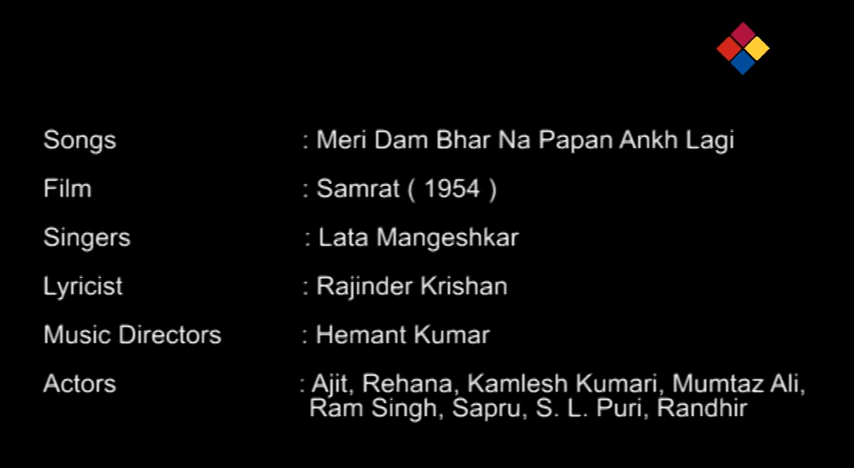 Songs : Meri Dam Bhar Na Papan Ankh Lagi
Film : Samrat ( 1954 )
Singers : Lata Mangeshkar
Lyricist : Rajinder Krishan
Music Directors : Hemant Kumar
Actors : Ajit, Rehana, Kamlesh Kumari, Mumtaz Ali,
Ram Singh, Sapru, S. L. Puri, Randhir